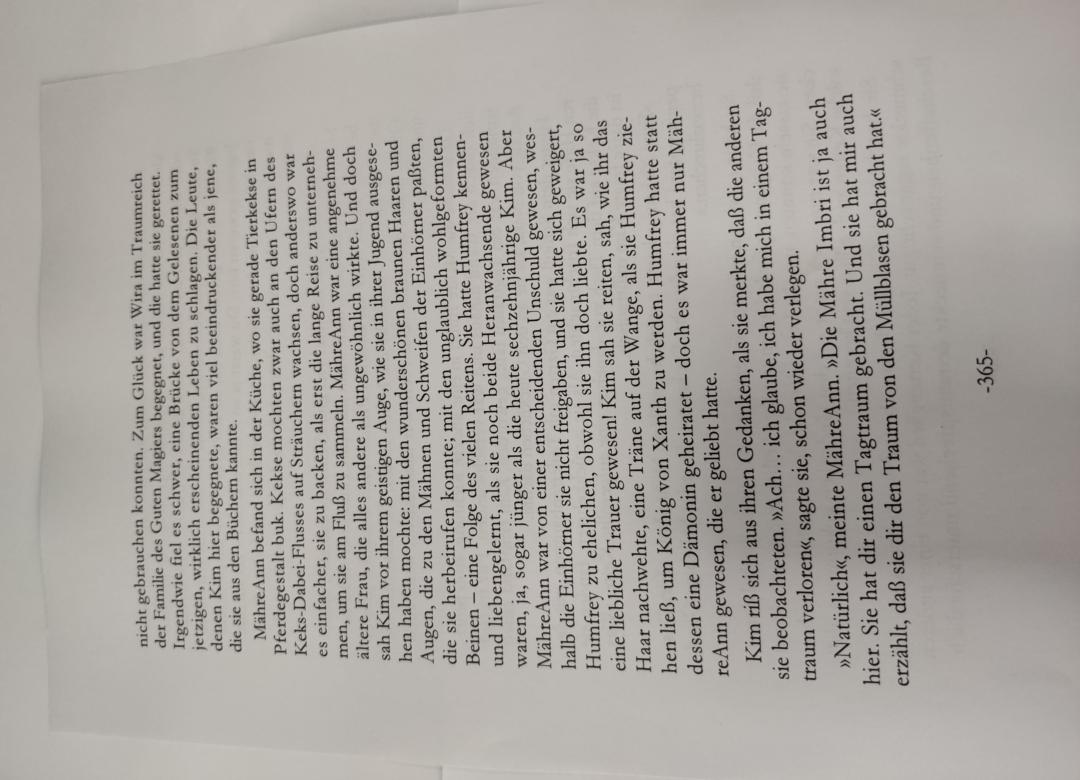 nicht gebrauchen konnten. Zum Glück war Wira im Traumreich
der Familie des Guten Magiers begegnet, und die hatte sie gerettet.
Irgendwie fiel es schwer, eine Brücke von dem Gelesenen zum
jetzigen, wirklich erscheinenden Leben zu schlagen. Die Leute,
denen Kim hier begegnete, waren viel beeindruckender als jene,
die sie aus den Büchern kannte.
MähreAnn befand sich in der Küche, wo sie gerade Tierkekse in
Pferdegestalt buk. Kekse mochten zwar auch an den Ufern des
Keks-Dabei-Flusses auf Sträuchern wachsen, doch anderswo war
es einfacher, sie zu backen, als erst die lange Reise zu unterneh-
men, um sie am Fluß zu sammeln. MähreAnn war eine angenehme
ältere Frau, die alles andere als ungewöhnlich wirkte. Und doch
sah Kim vor ihrem geistigen Auge, wie sie in ihrer Jugend ausgese-
hen haben mochte: mit den wunderschönen braunen Haaren und
Augen, die zu den Mähnen und Schweifen der Einhörner paßten,
die sie herbeirufen konnte; mit den unglaublich wohlgeformten
Beinen – eine Folge des vielen Reitens. Sie hatte Humfrey kennen-
und liebengelernt, als sie noch beide Heranwachsende gewesen
waren, ja, sogar jünger als die heute sechzehnjährige Kim. Aber
MähreAnn war von einer entscheidenden Unschuld gewesen, wes-
halb die Einhörner sie nicht freigaben, und sie hatte sich geweigert,
Humfrey zu ehelichen, obwohl sie ihn doch liebte. Es war ja so
eine liebliche Trauer gewesen! Kim sah sie reiten, sah, wie ihr das
Haar nachwehte, eine Träne auf der Wange, als sie Humfrey zie-
hen ließ, um König von Xanth zu werden. Humfrey hatte statt
dessen eine Dämonin geheiratet – doch es war immer nur Mäh-
reAnn gewesen, die er geliebt hatte.
Kim riß sich aus ihren Gedanken, als sie merkte, daß die anderen
sie beobachteten. »Ach… ich glaube, ich habe mich in einem Tag-
traum verloren«, sagte sie, schon wieder verlegen.
»Natürlich«, meinte MähreAnn. »Die Mähre Imbri ist ja auch
hier. Sie hat dir einen Tagtraum gebracht. Und sie hat mir auch
erzählt, daß sie dir den Traum von den Müllblasen gebracht hat.«
-365-